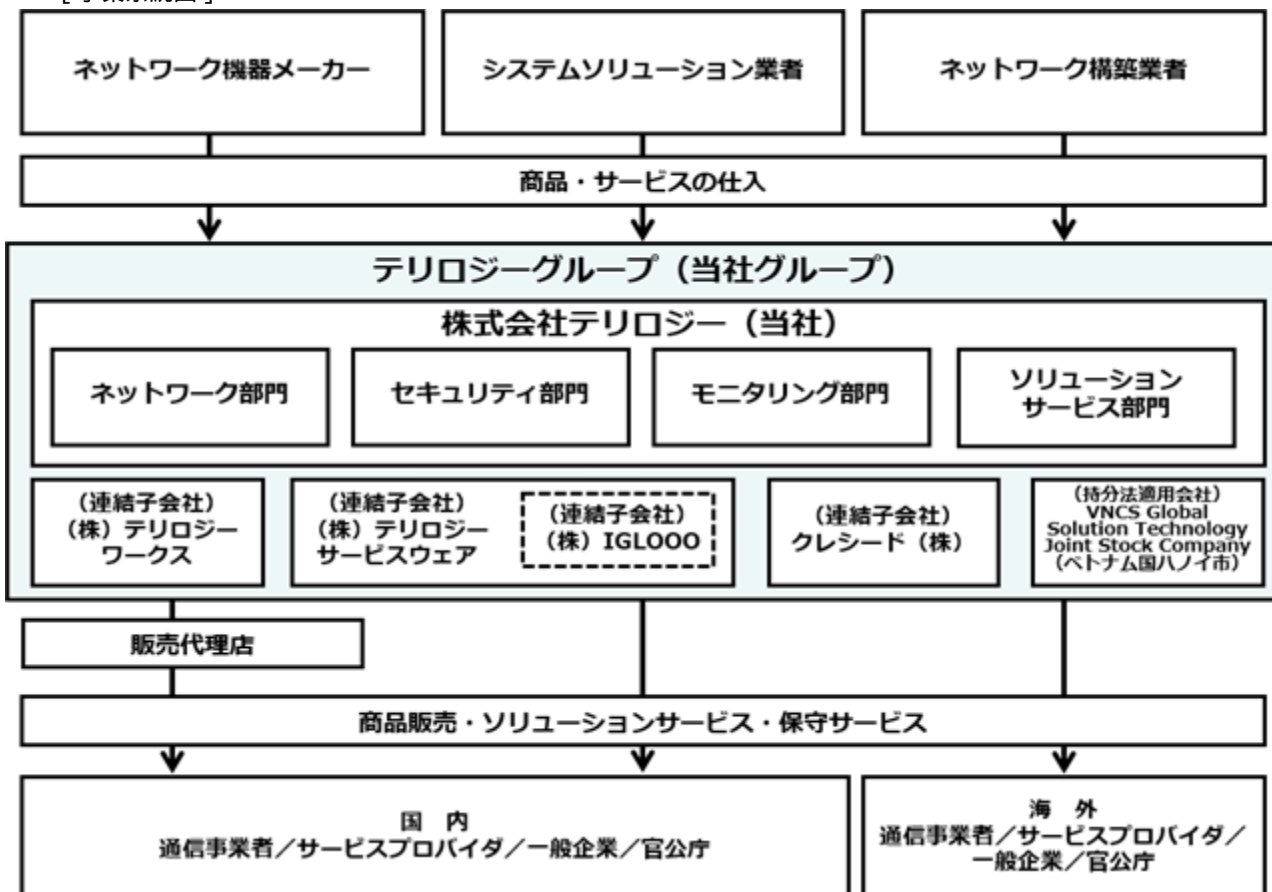 [事業系統図]
ネットワーク機器メーカー
システムソリューション業者
ネットワーク構築業者
商品・サービスの仕入
テリロジーグループ（当社グループ）
株式会社テリロジー（当社）
ネットワーク部門
セキュリティ部門
モニタリング部門
ソリューション
サービス部門
（連結子会社）
（株）テリロジー
ワークス
（連結子会社）
（株）テリロジー
サービスウェア
（連結子会社）
（株）IGLOOO
（連結子会社）
クレシード（株）
（持分法適用会社）
VNCS Global
Solution Technology
Joint Stock Company
（ベトナム国ハノイ市）
販売代理店
商品販売・ソリューションサービス・保守サービス
国　内
通信事業者／サービスプロバイダ／一般企業／官公庁
海　外
通信事業者／サービスプロバイダ／
一般企業／官公庁